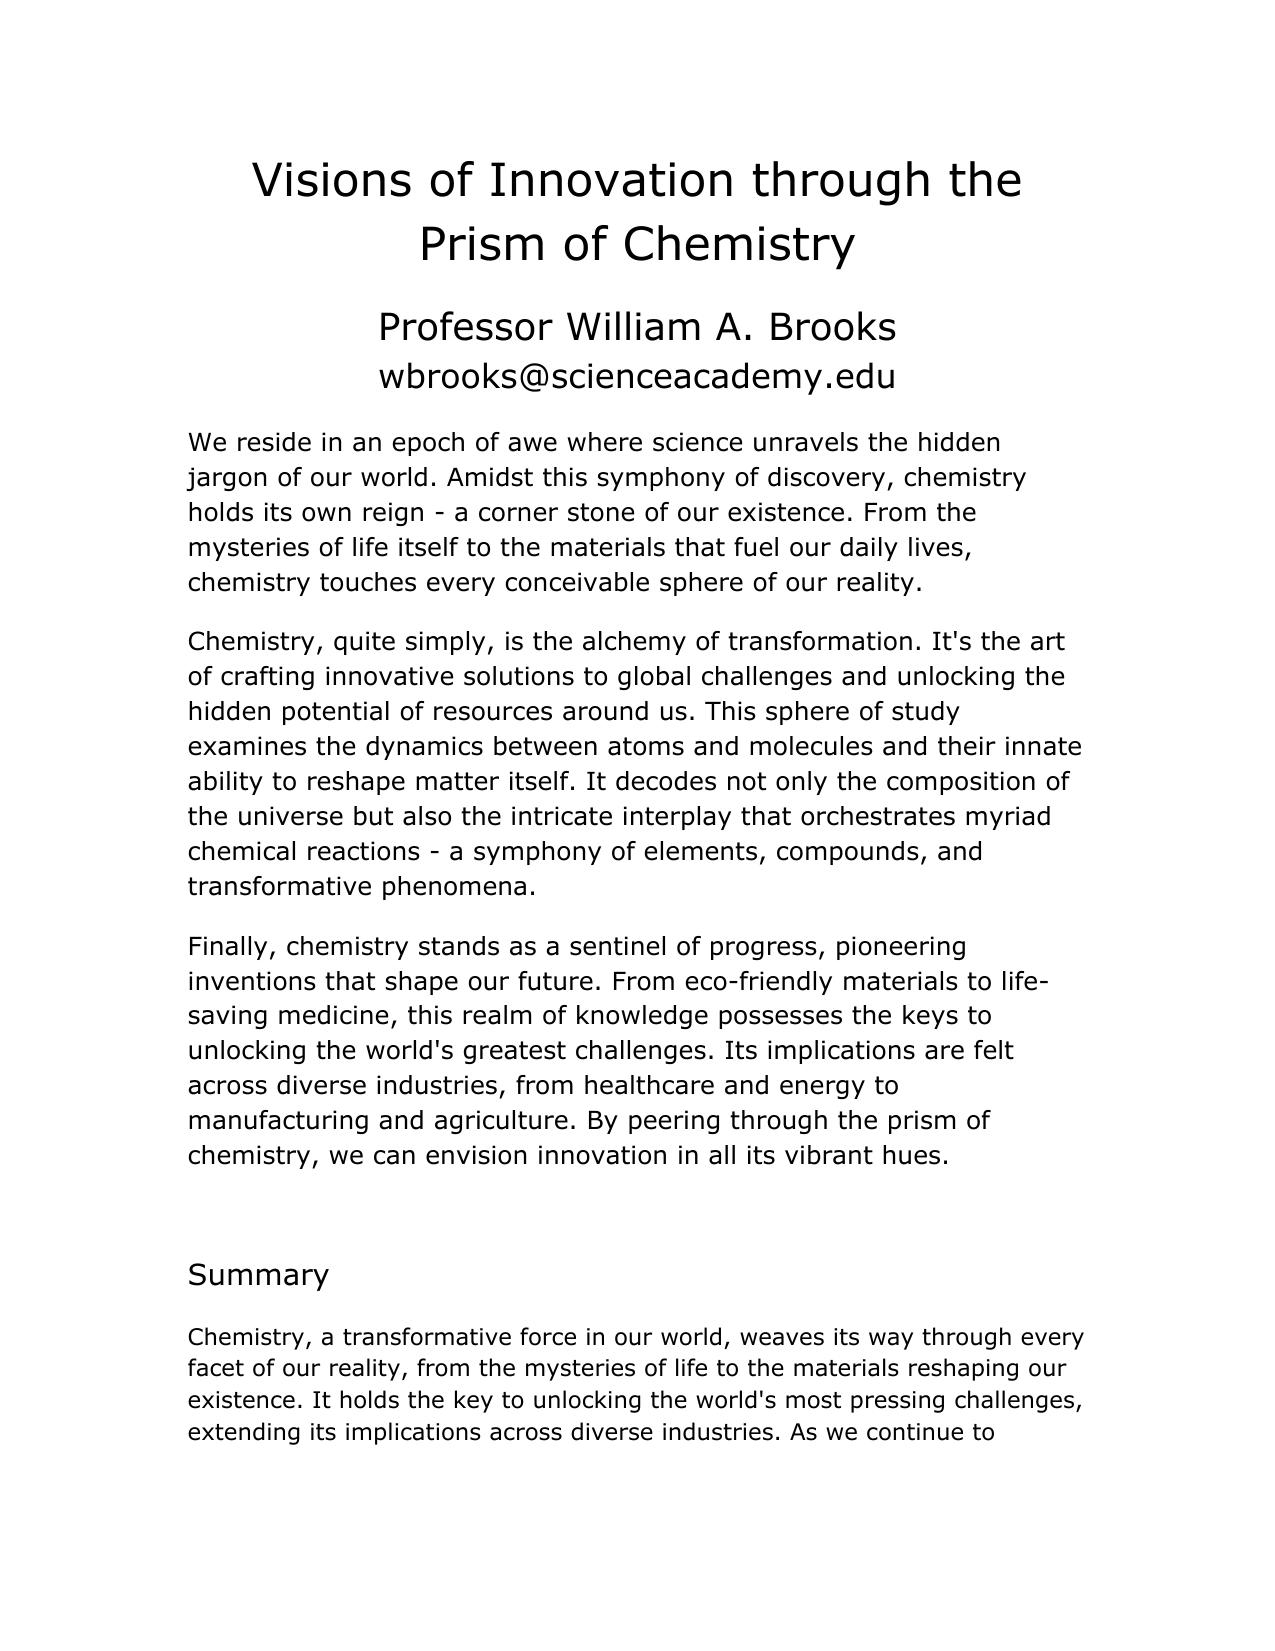 Visions of Innovation through the
Prism of Chemistry
Professor William A. Brooks
wbrooks@scienceacademy.edu
We reside in an epoch of awe where science unravels the hidden
jargon of our world. Amidst this symphony of discovery, chemistry
holds its own reign - a corner stone of our existence. From the
mysteries of life itself to the materials that fuel our daily lives,
chemistry touches every conceivable sphere of our reality.
Chemistry, quite simply, is the alchemy of transformation. It's the art
of crafting innovative solutions to global challenges and unlocking the
hidden potential of resources around us. This sphere of study
examines the dynamics between atoms and molecules and their innate
ability to reshape matter itself. It decodes not only the composition of
the universe but also the intricate interplay that orchestrates myriad
chemical reactions - a symphony of elements, compounds, and
transformative phenomena.
Finally, chemistry stands as a sentinel of progress, pioneering
inventions that shape our future. From eco-friendly materials to life-
saving medicine, this realm of knowledge possesses the keys to
unlocking the world's greatest challenges. Its implications are felt
across diverse industries, from healthcare and energy to
manufacturing and agriculture. By peering through the prism of
chemistry, we can envision innovation in all its vibrant hues.
Summary
Chemistry, a transformative force in our world, weaves its way through every
facet of our reality, from the mysteries of life to the materials reshaping our
existence. It holds the key to unlocking the world's most pressing challenges,
extending its implications across diverse industries. As we continue to